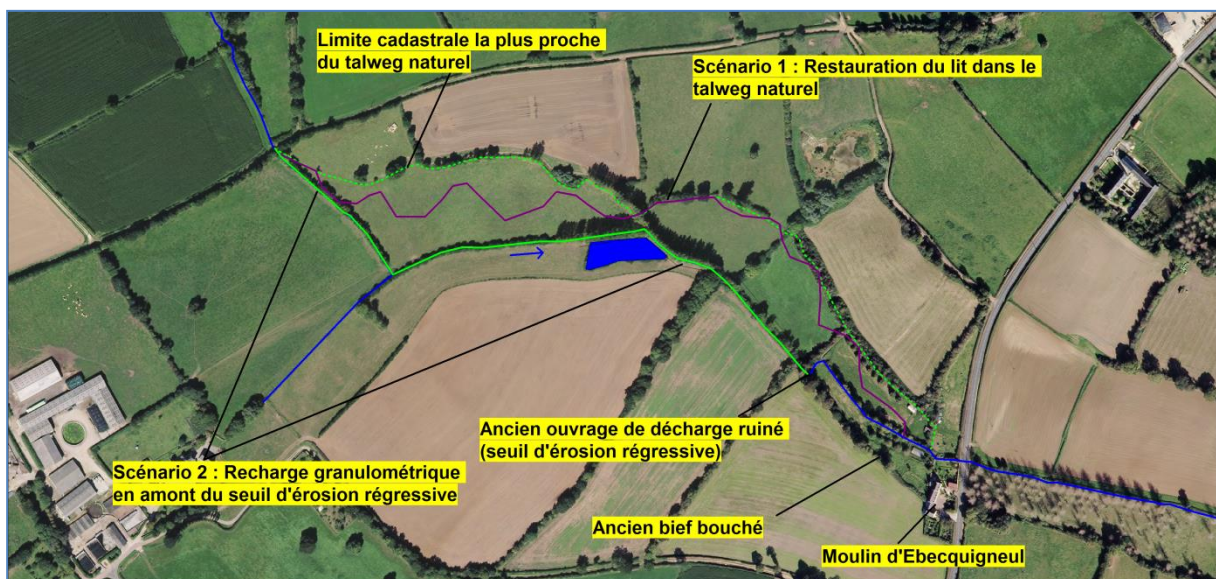 Limite cadastrale la plus proche
du talweg naturel
Scénario 1 : Restauration du lit dans le
talweg naturel
Ancien ouvrage de décharge ruiné
(seuil d'érosion régressive)
Scénario 2 : Recharge granulométrique
en amont du seuil d'érosion régressive
Ancien bief bouché
Moulin d'Ebecquigneul